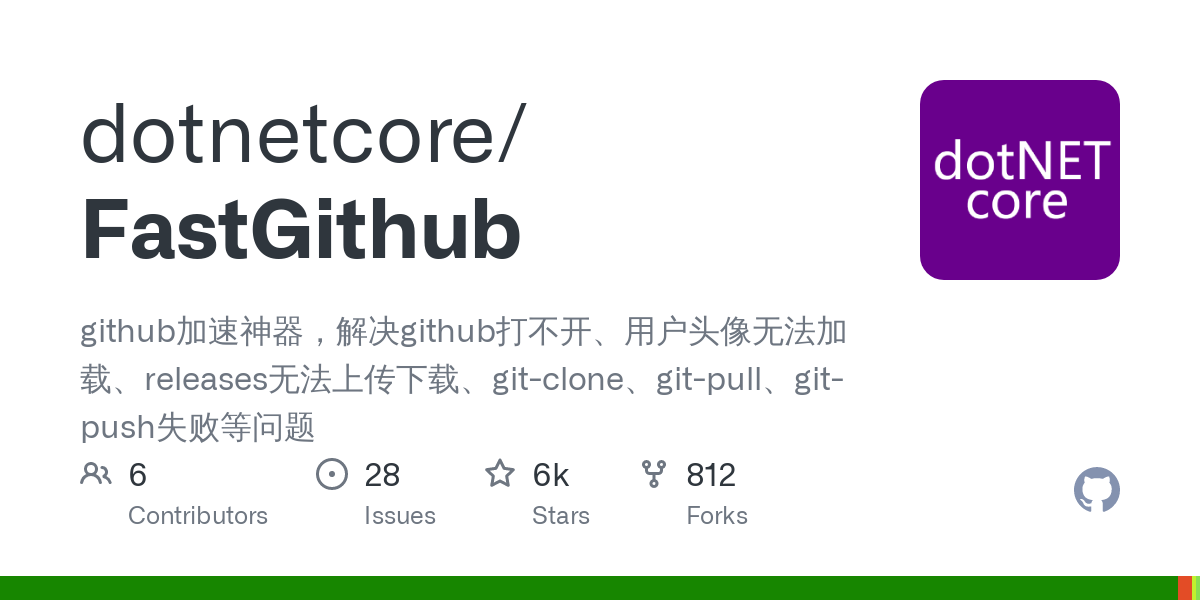 dotnetcore/
FastGithub
dotNET
core
github加速神器，解决github打不开、用户头像无法加
载、releases无法上传下载、git-clone、git-pull、git-
push失败等问题
6
Contributors
28
Issues
6k
Stars
812
Forks